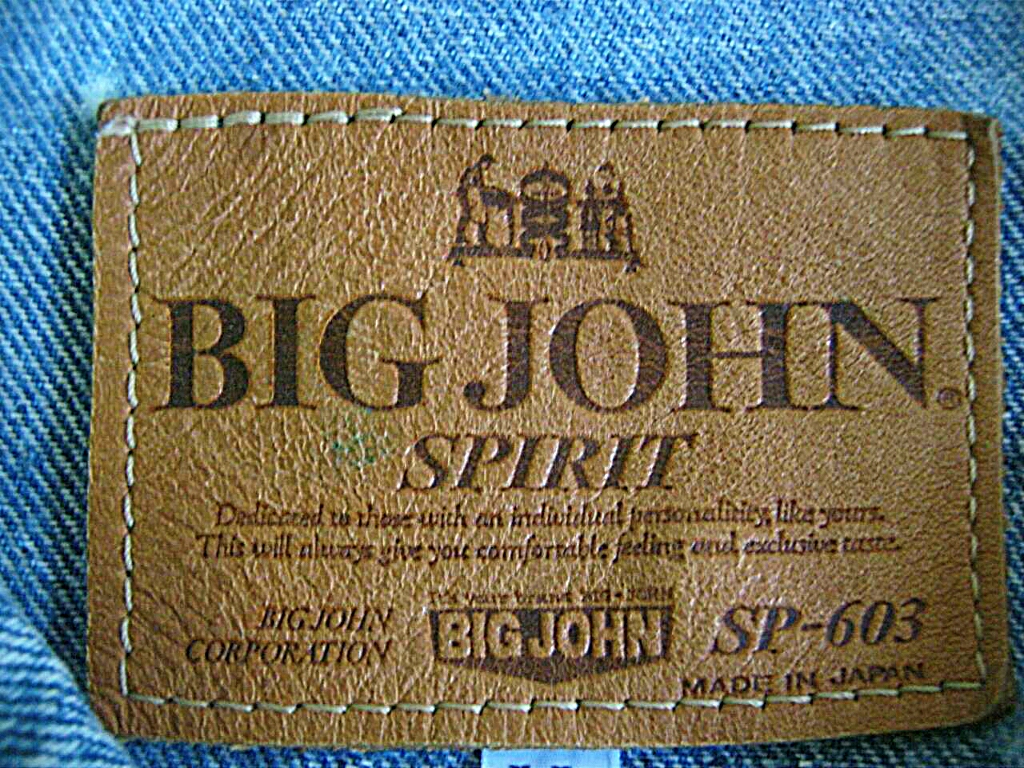 BIG JOHN®
SPIRIT
Dedicated to those with an individual personalinity, like yours.
This will always give you comfortable feeling and exclusive taste.
BIG JOHN
CORPORATION
BIG JOHN
SP-603
MADE IN JAPAN